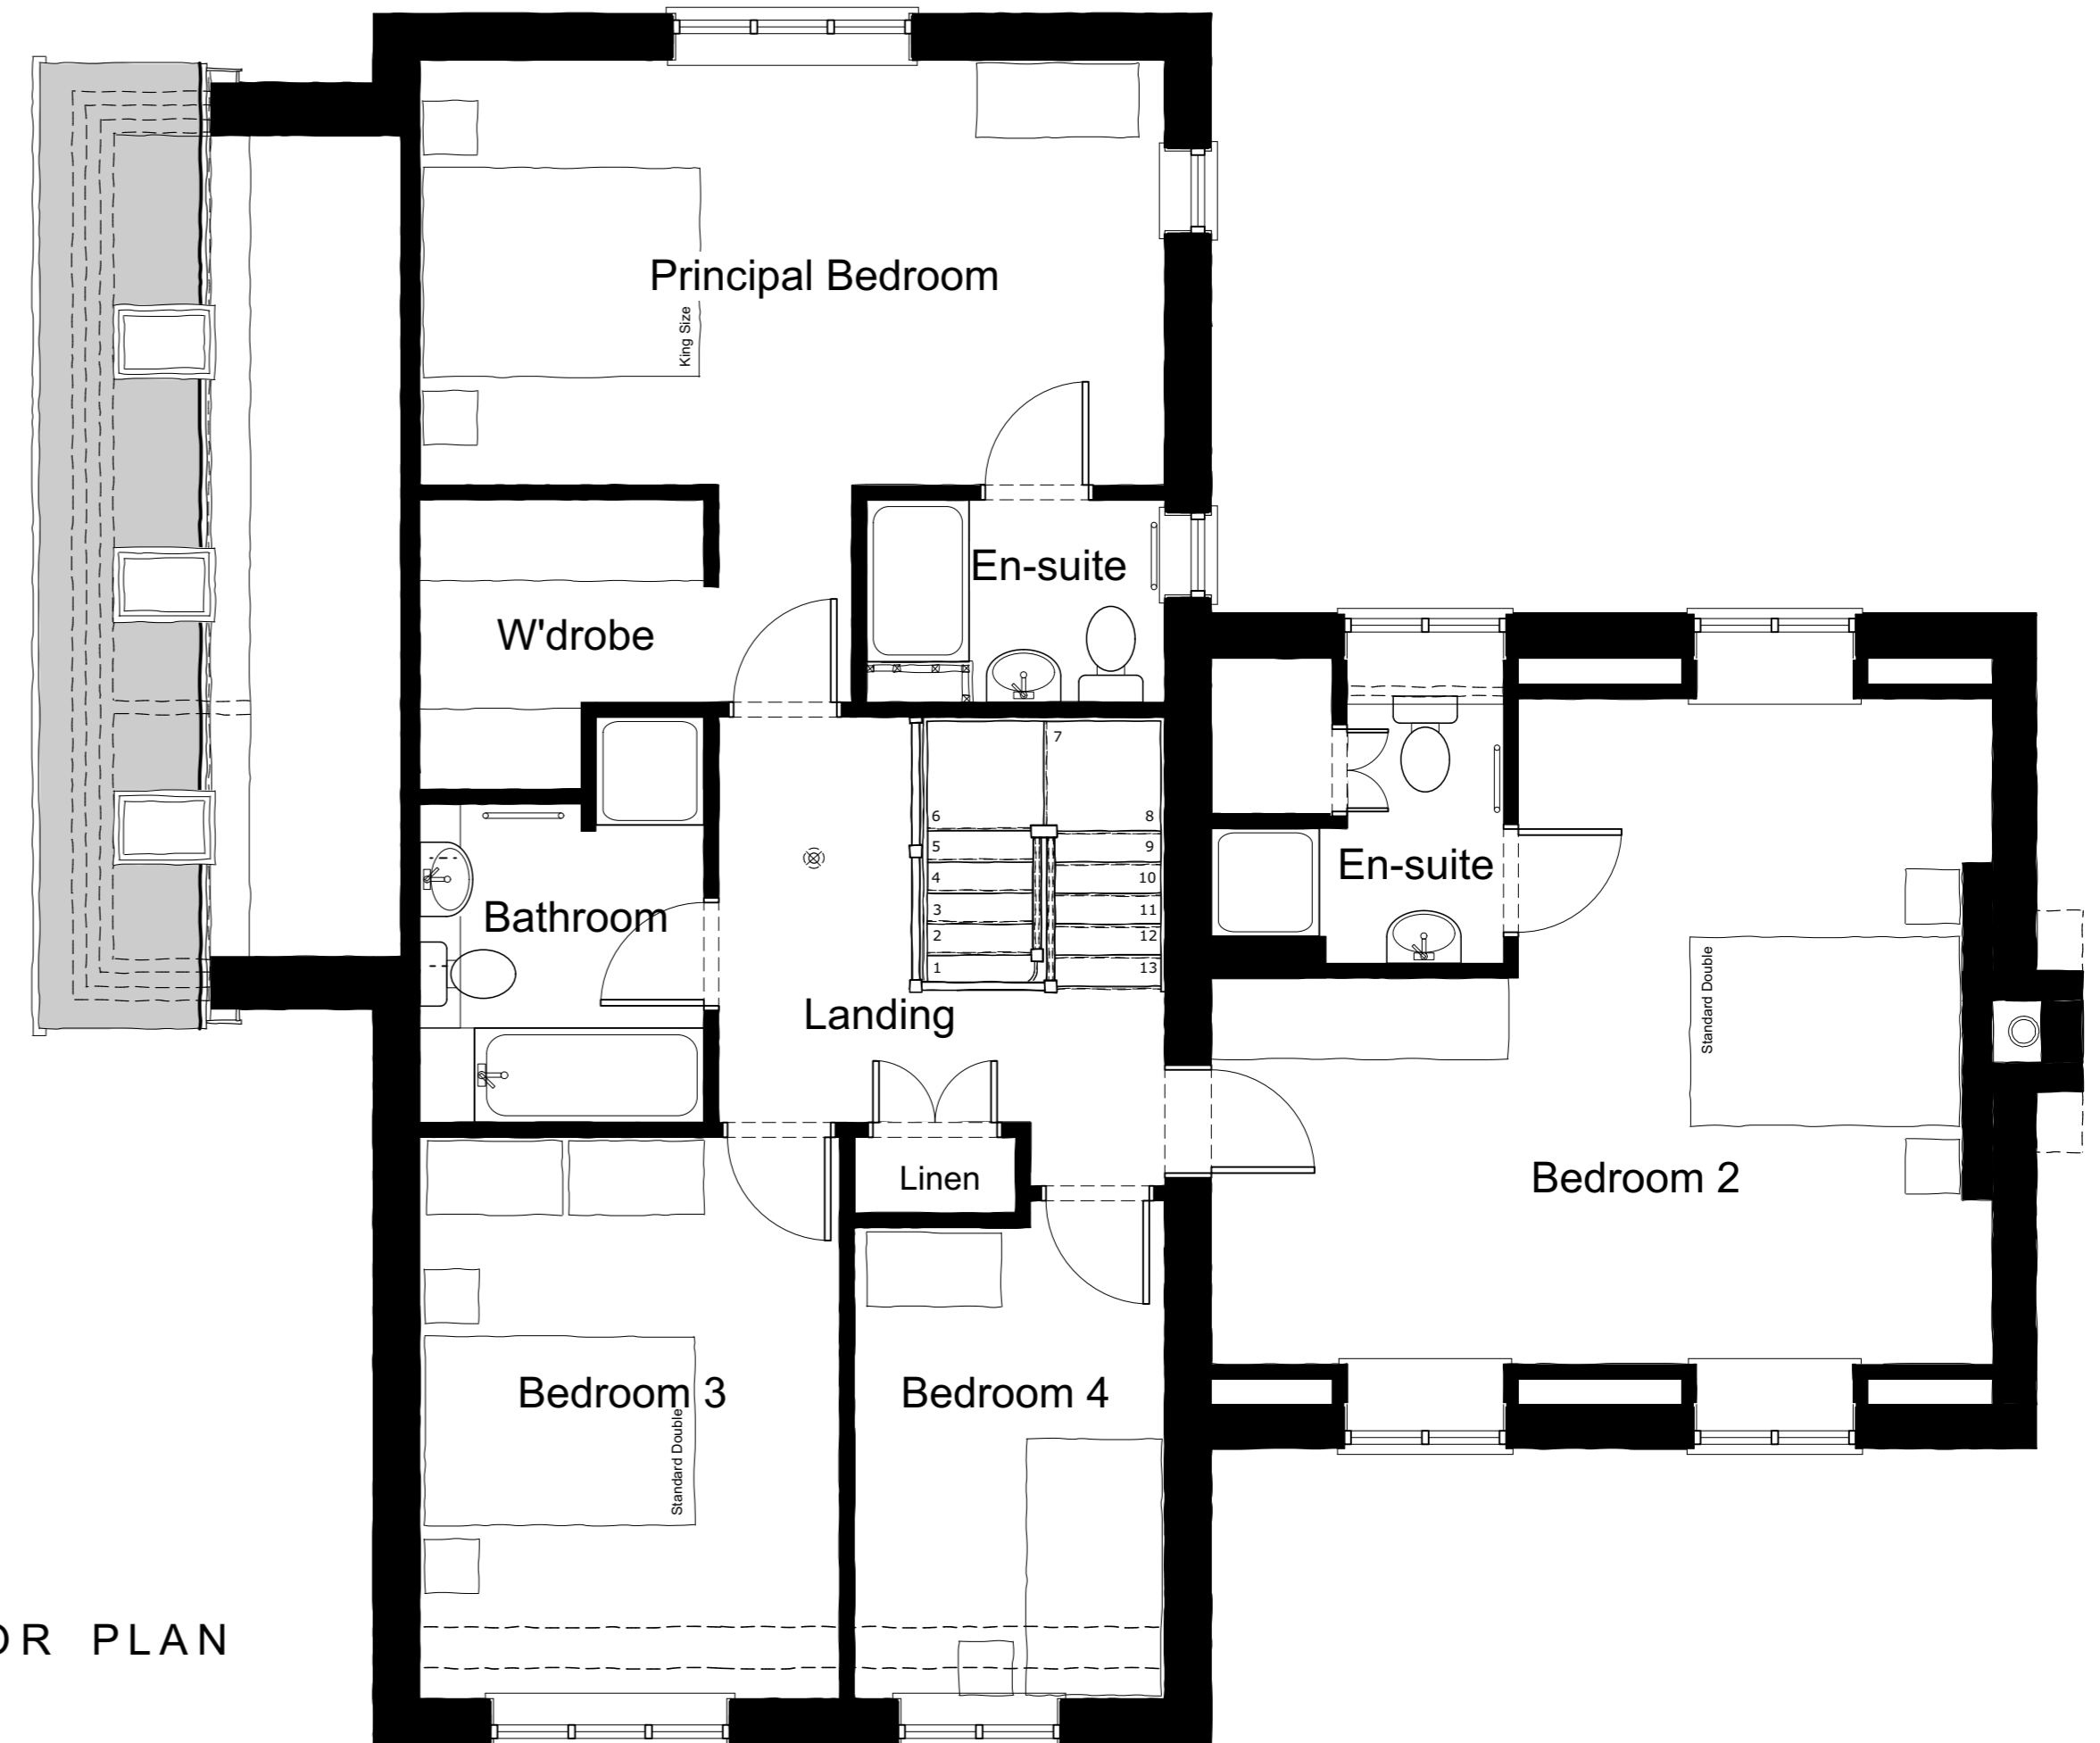 Principal Bedroom
King Size
En-suite
W'drobe
7
6
8
5
9
4
10
3
11
2
12
1
13
En-suite
Bathroom
Standard Double
Landing
Linen
Bedroom 2
Bedroom 3
Bedroom 4
Standard Double
OR PLAN